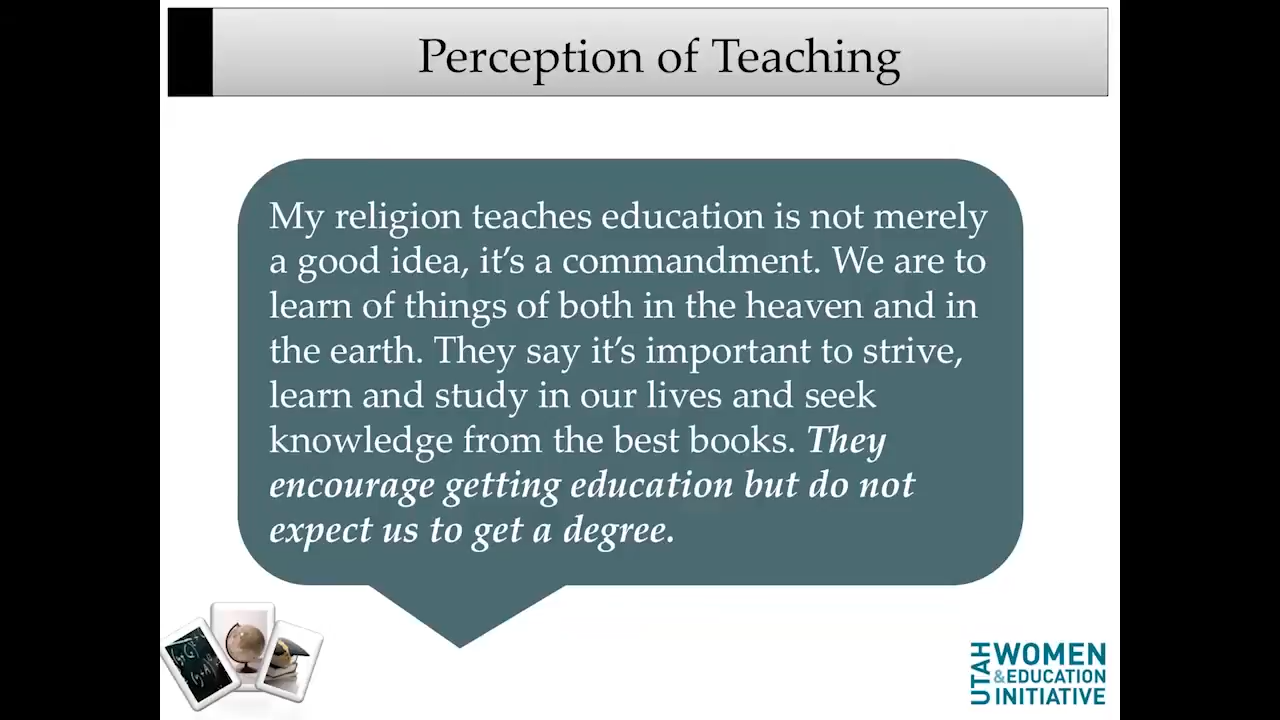 Perception of Teaching
My religion teaches education is not merely
a good idea, it's a commandment. We are to
learn of things of both in the heaven and in
the earth. They say it's important to strive,
learn and study in our lives and seek
knowledge from the best books. They
encourage getting education but do not
expect us to get a degree.
UTAH
WOMEN
&EDUCATION
INITIATIVE